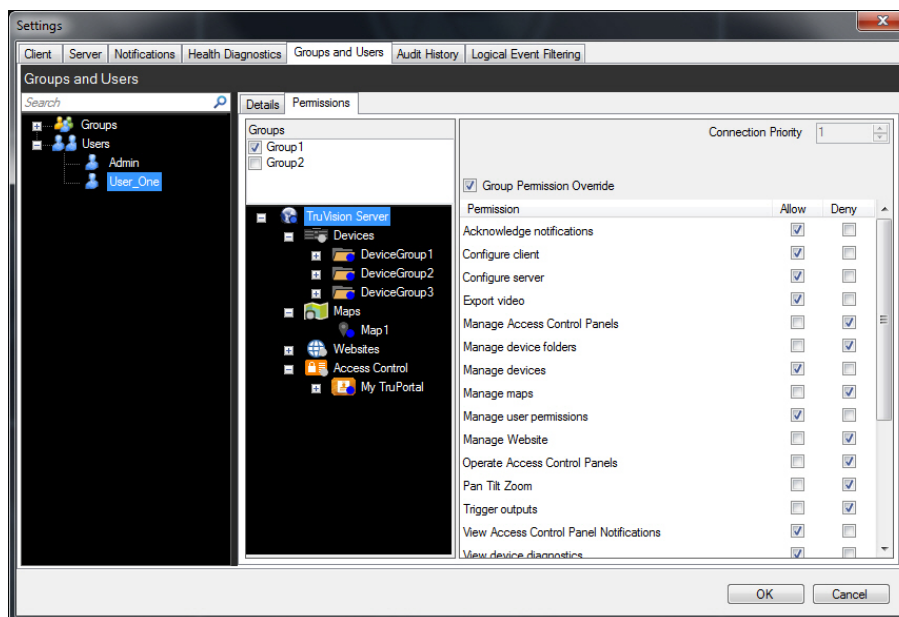 Settings
Client Server Notifications Health Diagnostics Groups and Users Audit History Logical Event Filtering
Groups and Users
Search
Groups
Users
Admin
User_One
Details Permissions
Groups
Group1
Group2
TruVision Server
Devices
DeviceGroup1
DeviceGroup2
DeviceGroup3
Maps
Map1
Websites
Access Control
My TruPortal
Connection Priority 1
Group Permission Override
Permission Allow Deny
Acknowledge notifications
Configure client
Configure server
Export video
Manage Access Control Panels
Manage device folders
Manage devices
Manage maps
Manage user permissions
Manage Website
Operate Access Control Panels
Pan Tilt Zoom
Trigger outputs
View Access Control Panel Notifications
View device diagnostics
OK Cancel